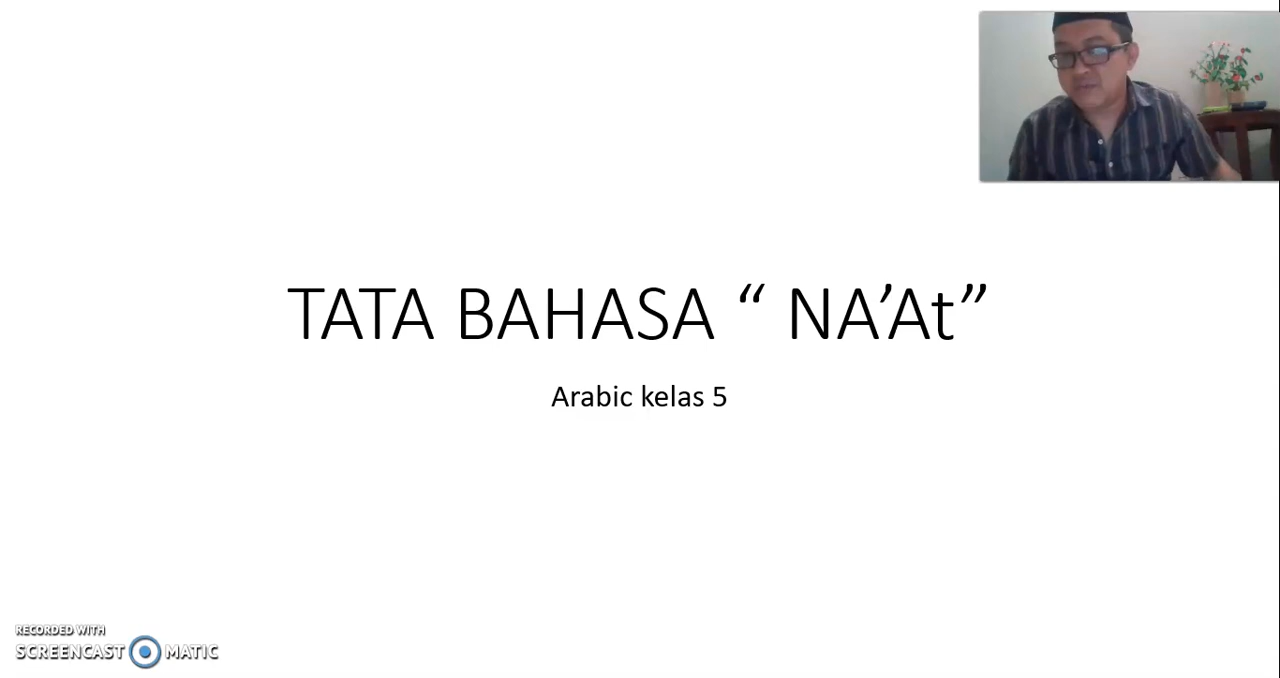 TATA BAHASA “ NA’At”
Arabic kelas 5
RECORDED WITH
SCREENCAST MATIC